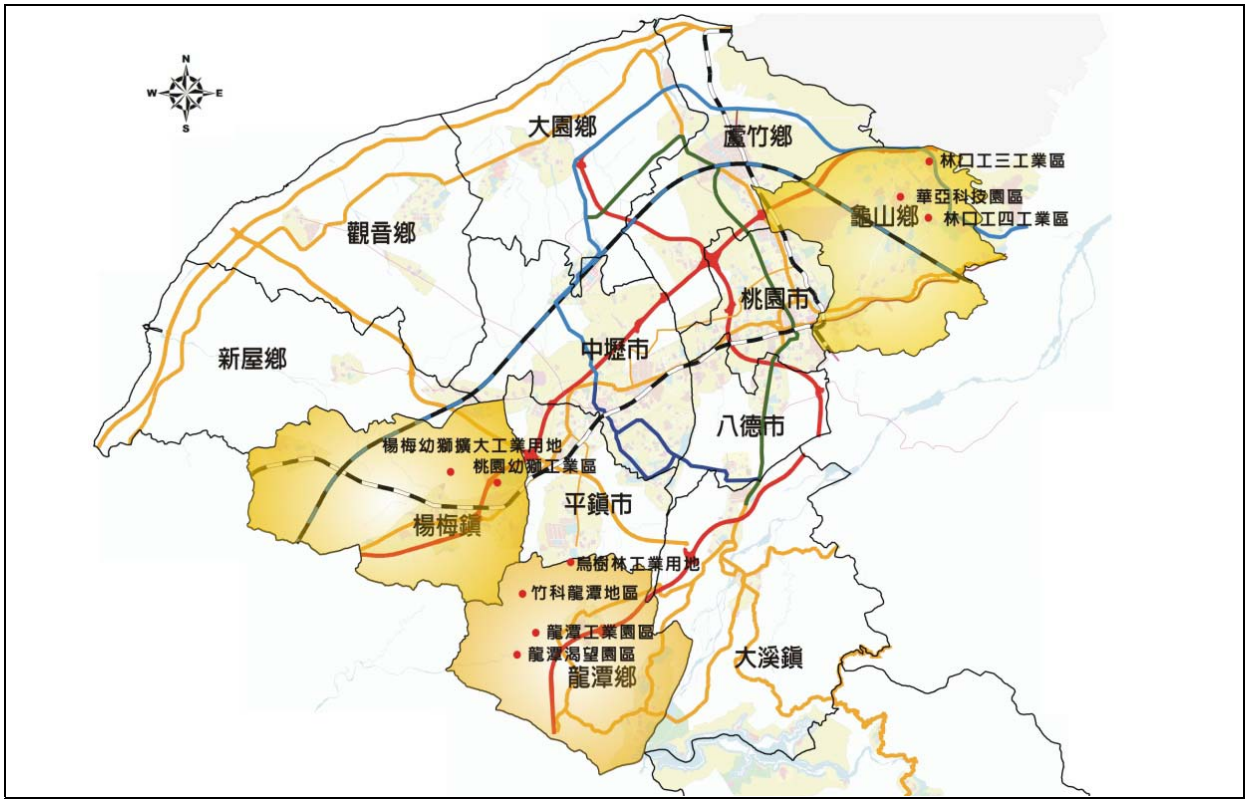 N
W
E
S
大園鄉
蘆竹鄉
林口工三工業區
華亞科技園區
龜山鄉
林口工四工業區
觀音鄉
桃園市
中壢市
新屋鄉
八德市
楊梅幼獅擴大工業用地
桃園幼獅工業區
平鎮市
楊梅鎮
烏樹林工業用地
竹科龍潭地區
龍潭工業園區
龍潭渴望園區
大溪鎮
龍潭鄉